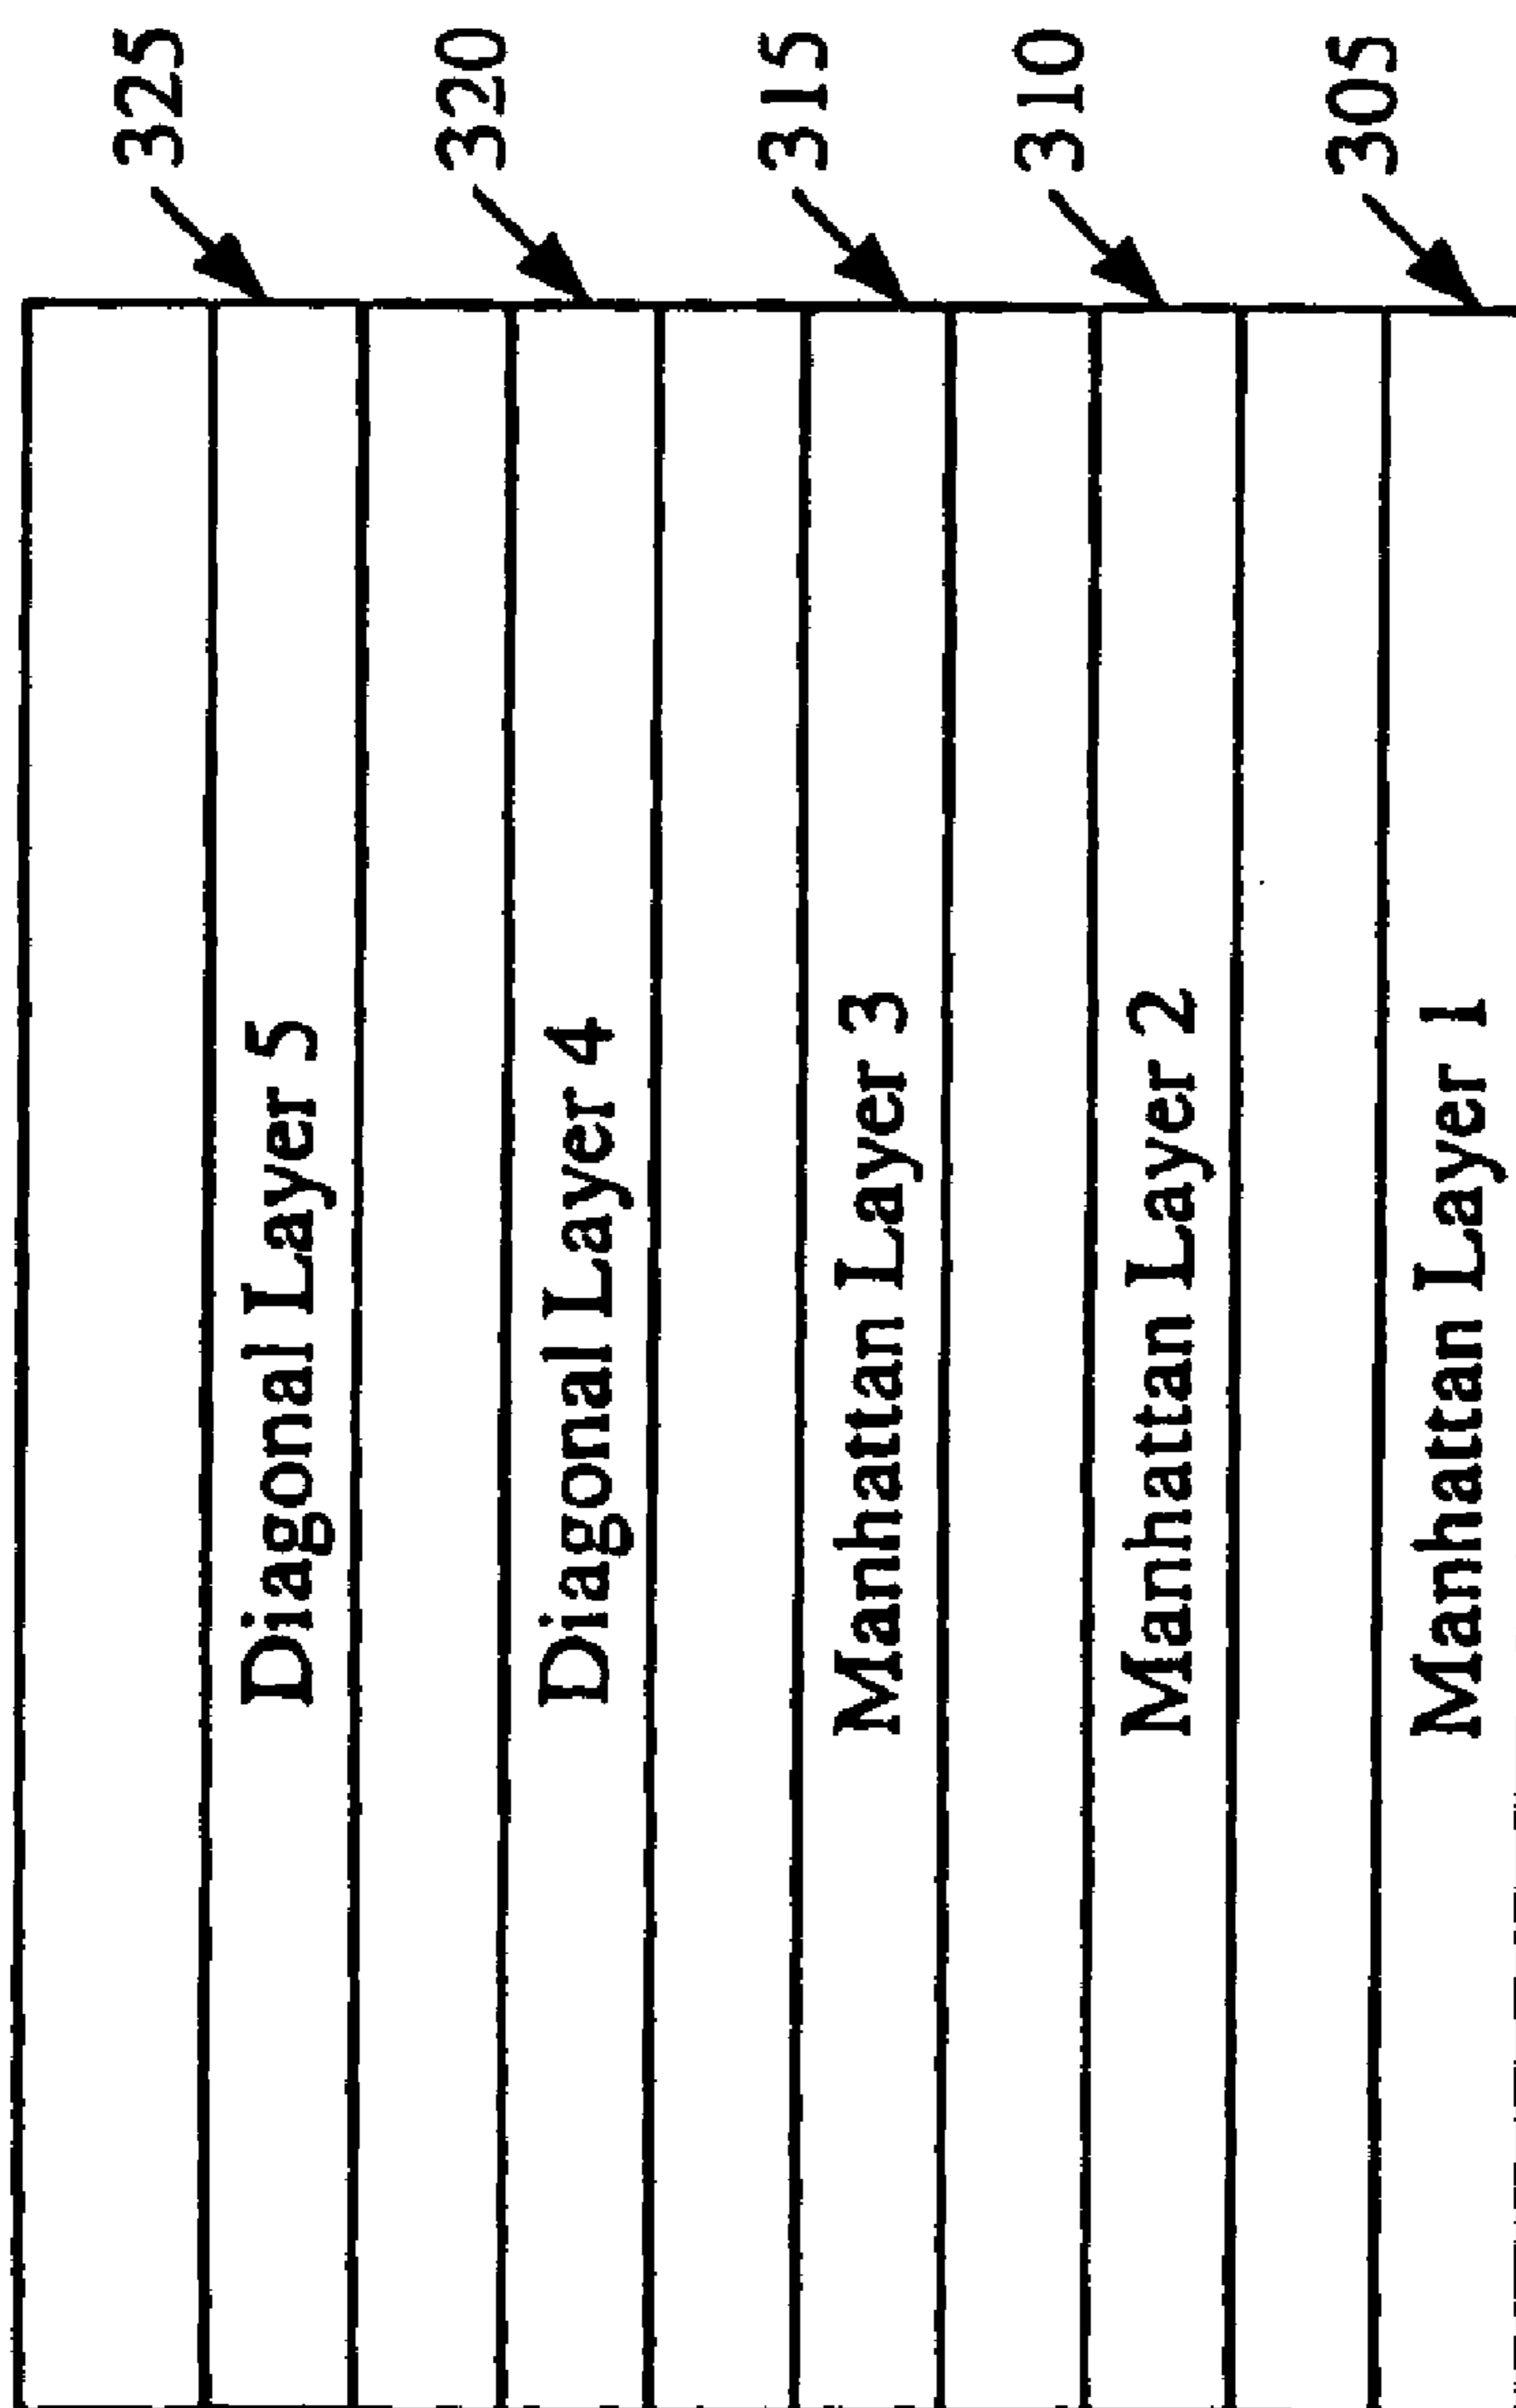 325
Diagonal Layer 5
320
Diagonal Layer 4
315
Manhattan Layer 3
310
Manhattan Layer 2
305
Manhattan Layer 1